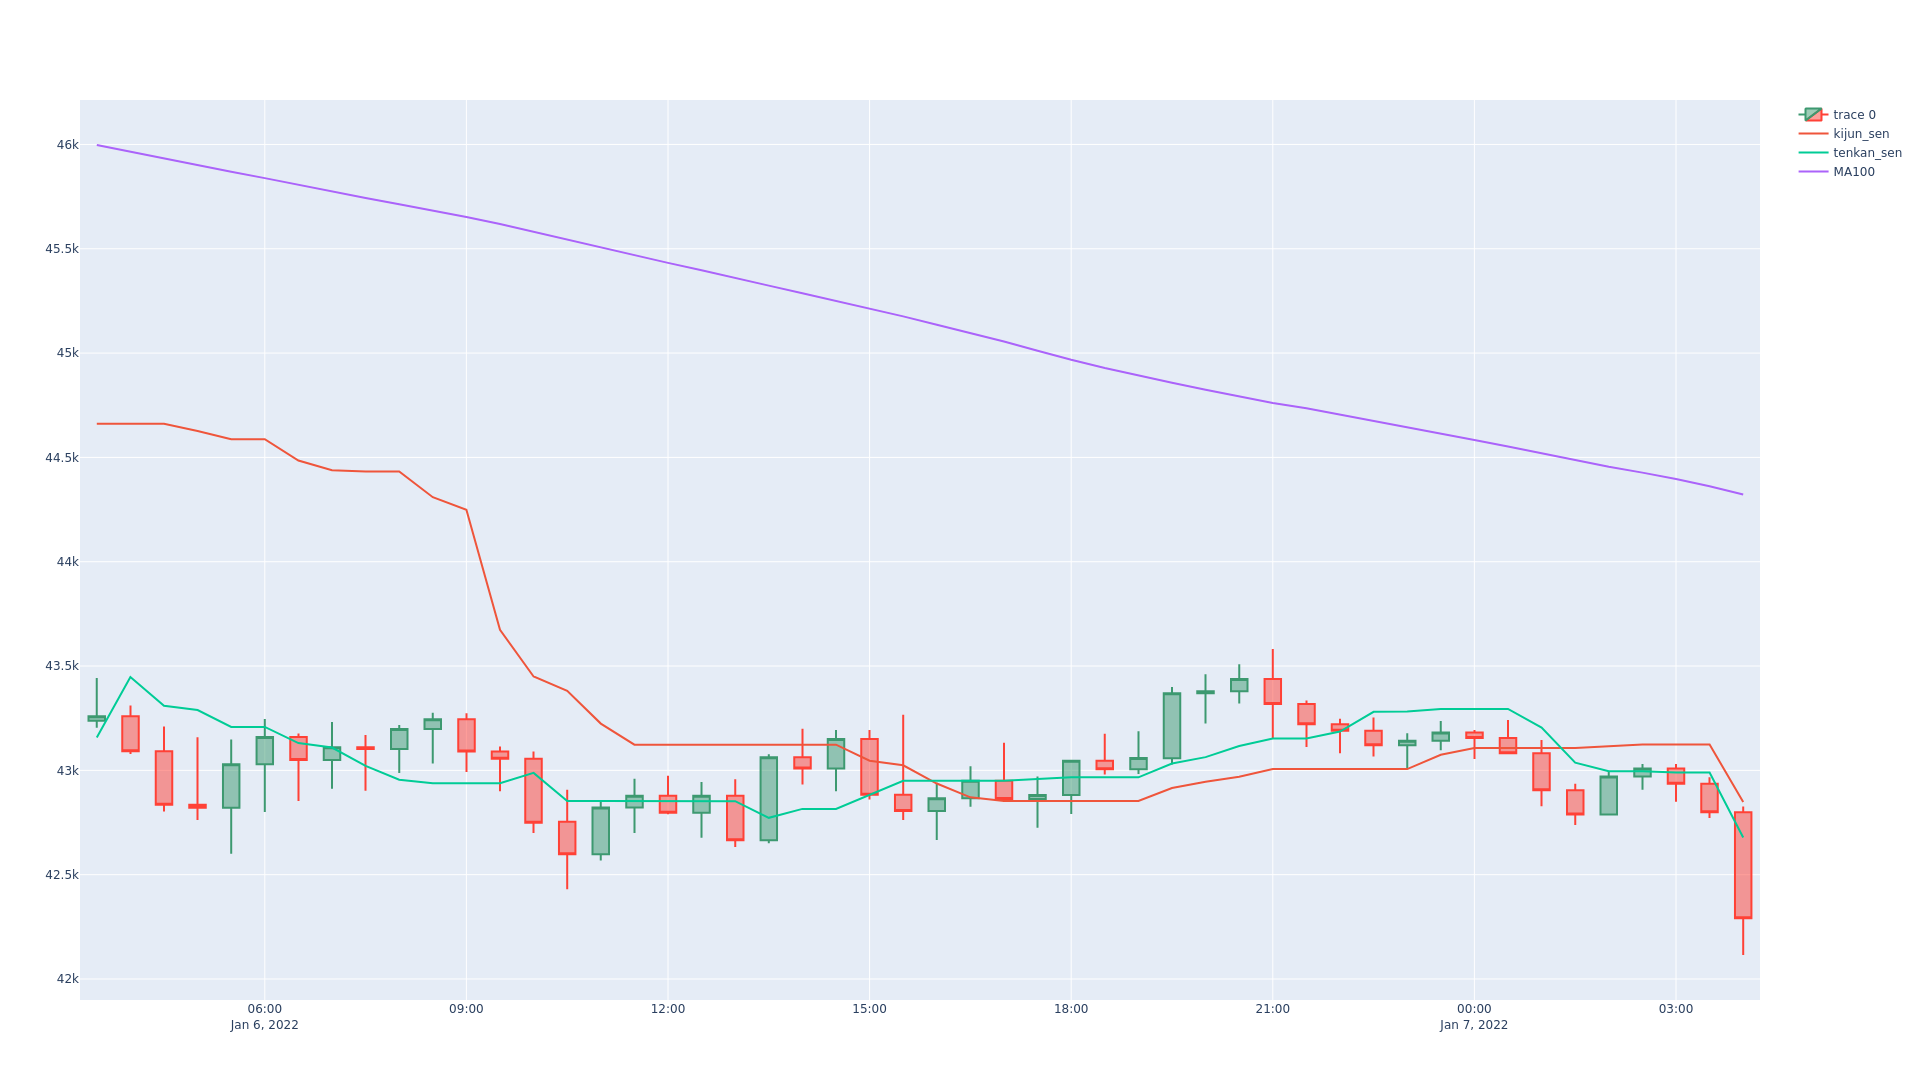 46k
45.5k
45k
44.5k
44k
43.5k
43k
42.5k
42k
06:00
Jan 6, 2022
09:00
12:00
15:00
18:00
21:00
00:00
Jan 7, 2022
03:00
trace 0
kijun_sen
tenkan_sen
MA100